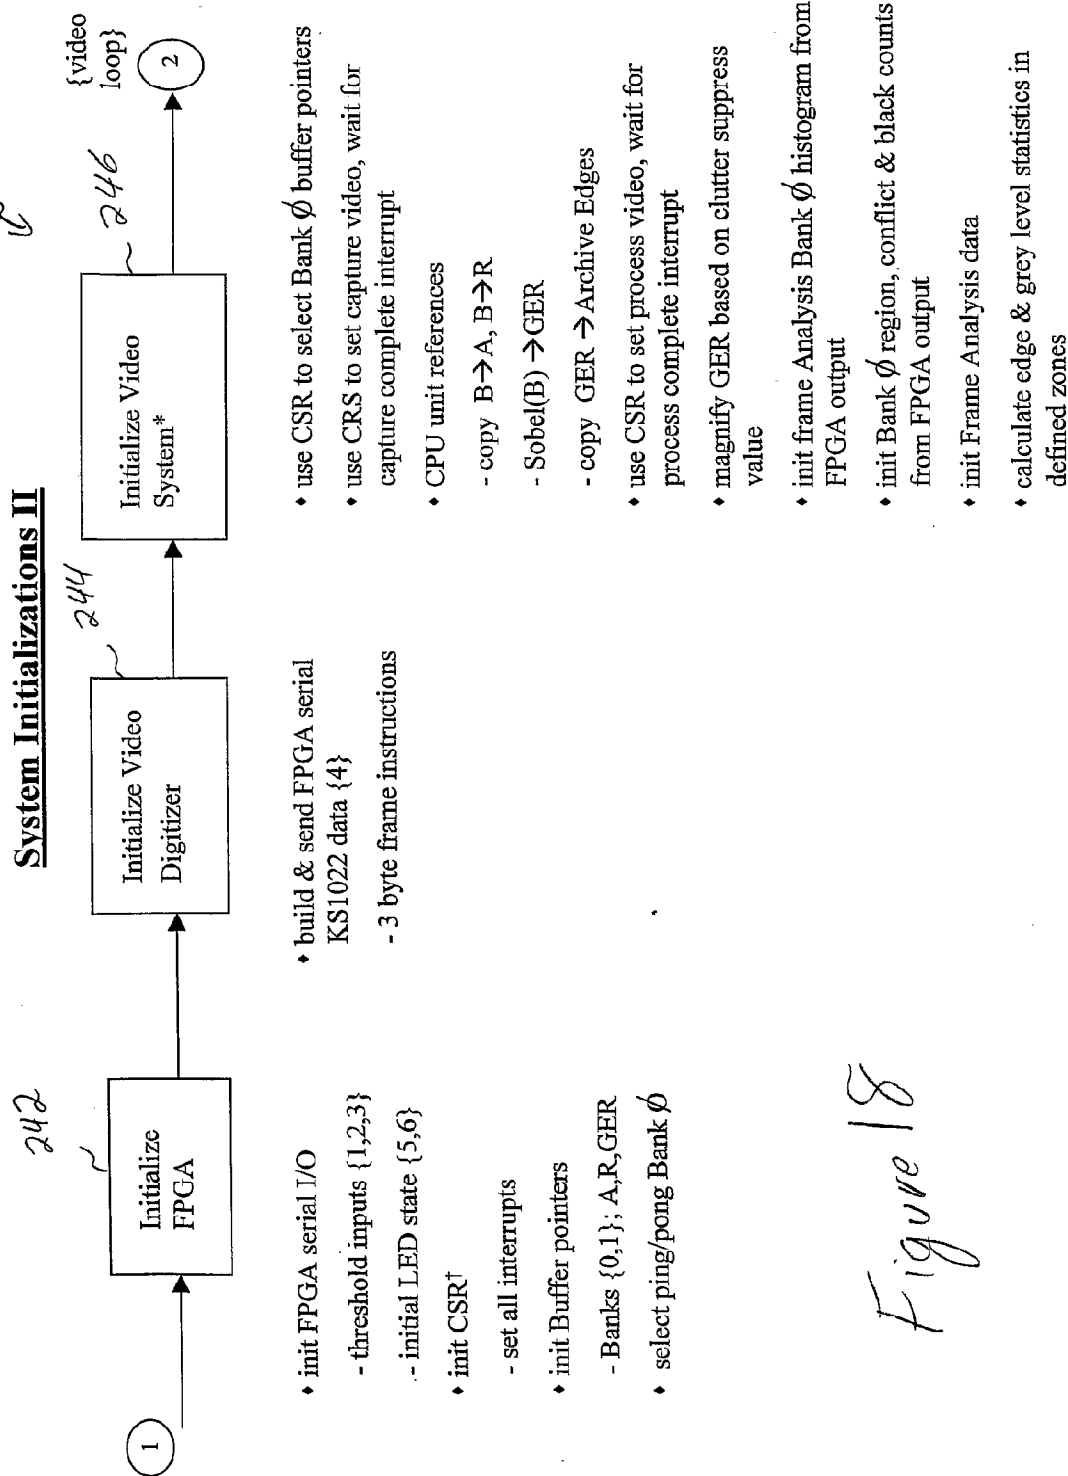 System Initializations II
1
242
Initialize
FPGA
244
Initialize Video
Digitizer
246
Initialize Video
System*
{video
loop}
2
♦ init FPGA serial I/O
- threshold inputs {1,2,3}
- initial LED state {5,6}
♦ init CSR†
- set all interrupts
♦ init Buffer pointers
- Banks {0,1}; A,R,GER
♦ select ping/pong Bank Ø
♦ build & send FPGA serial
KS1022 data {4}
- 3 byte frame instructions
♦ use CSR to select Bank Ø buffer pointers
♦ use CRS to set capture video, wait for
capture complete interrupt
♦ CPU unit references
- copy B→A, B→R
- Sobel(B) →GER
- copy GER →Archive Edges
♦ use CSR to set process video, wait for
process complete interrupt
♦ magnify GER based on clutter suppress
value
♦ init frame Analysis Bank Ø histogram from
FPGA output
♦ init Bank Ø region, conflict & black counts
from FPGA output
♦ init Frame Analysis data
♦ calculate edge & grey level statistics in
defined zones
Figure 18